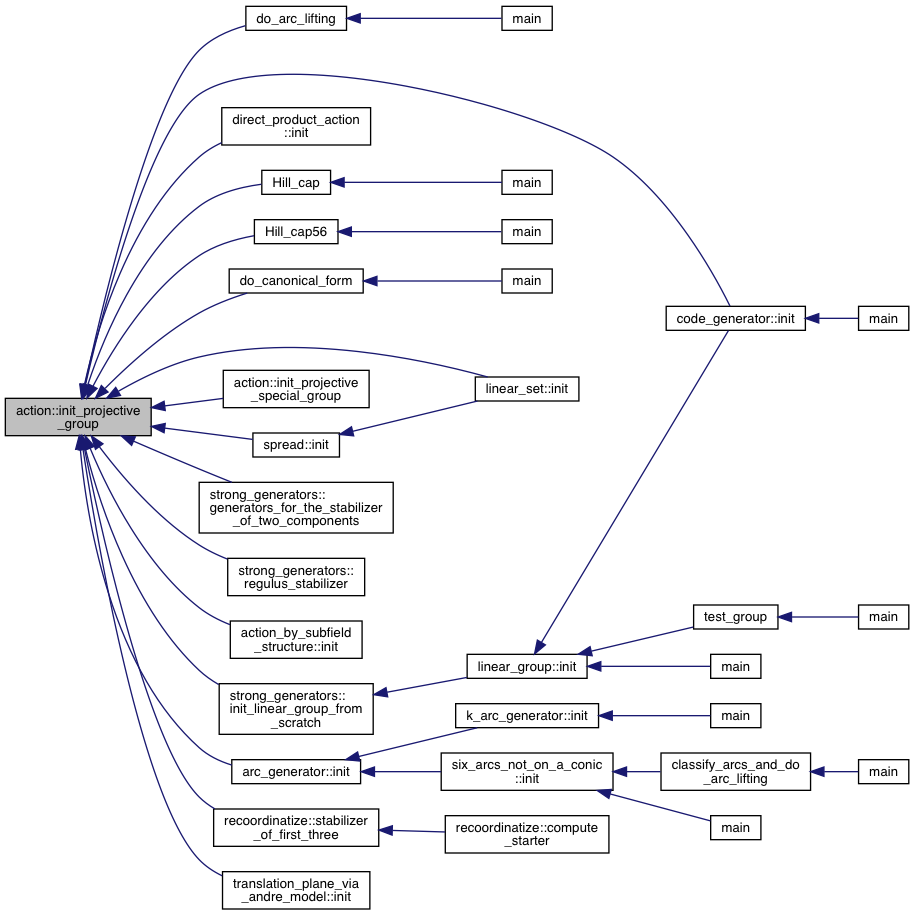 do_arc_lifting
main
direct_product_action
::init
Hill_cap
main
Hill_cap56
main
do_canonical_form
main
code_generator::init
main
action::init_projective
_special_group
linear_set::init
action::init_projective
_group
spread::init
strong_generators::
generators_for_the_stabilizer
_of_two_components
strong_generators::
regulus_stabilizer
action_by_subfield
_structure::init
test_group
main
linear_group::init
main
strong_generators::
init_linear_group_from
_scratch
k_arc_generator::init
main
arc_generator::init
six_arcs_not_on_a_conic
::init
classify_arcs_and_do
_arc_lifting
main
recoordinatize::stabilizer
_of_first_three
recoordinatize::compute
_starter
main
translation_plane_via
_andre_model::init